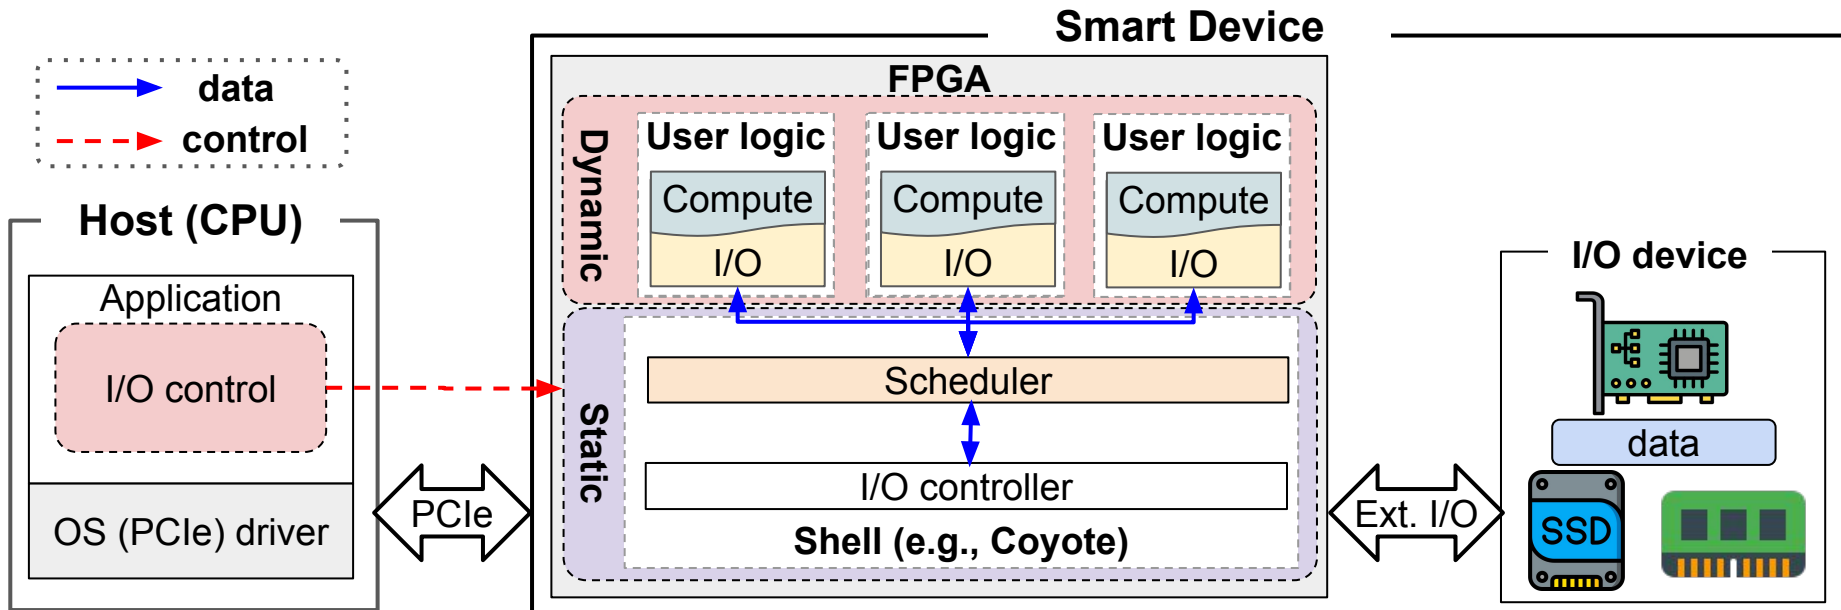 Smart Device
data
control
Host (CPU)
Application
I/O control
OS (PCIe) driver
PCIe
FPGA
Dynamic
User logic
Compute
I/O
User logic
Compute
I/O
User logic
Compute
I/O
Static
Scheduler
I/O controller
Shell (e.g., Coyote)
Ext. I/O
I/O device
data
SSD